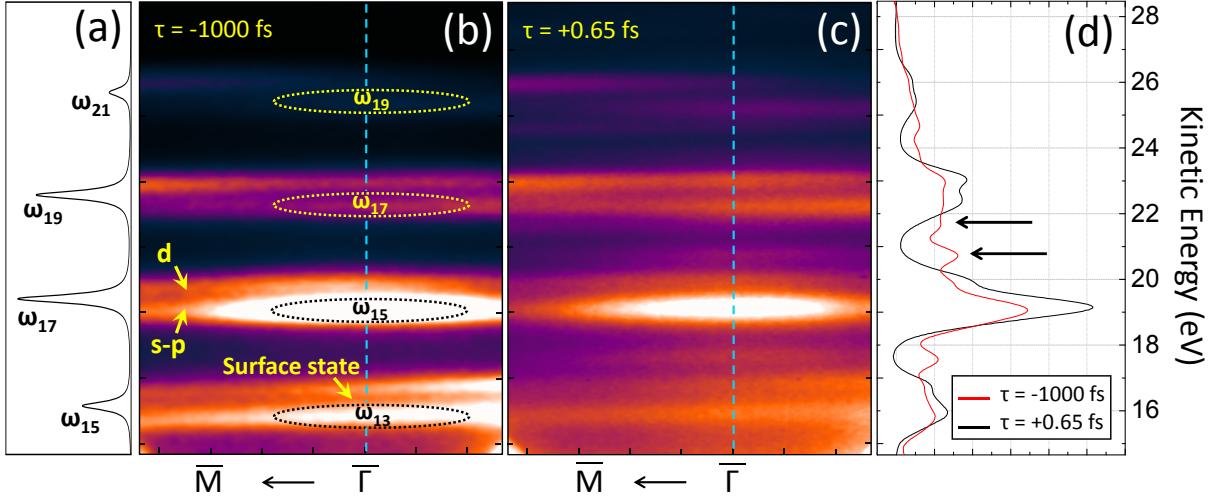 (a)
ω21
ω19
ω17
ω15
τ = -1000 fs
(b)
ω19
ω17
d
ω15
s-p
Surface state
ω13
M̅ ← Γ̅
τ = +0.65 fs
(c)
M̅ ← Γ̅
(d)
28
26
24
22
20
18
16
Kinetic Energy (eV)
τ = -1000 fs
τ = +0.65 fs